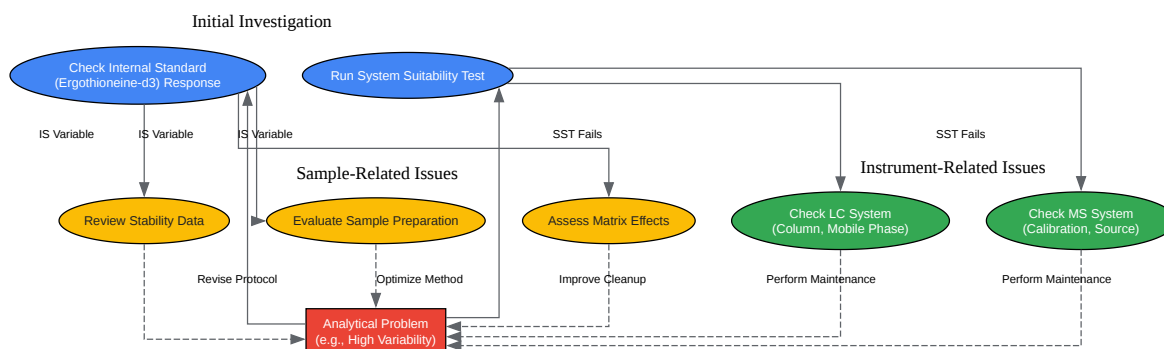 Initial Investigation
Check Internal Standard
(Ergothioneine-d3) Response
Run System Suitability Test
IS Variable
IS Variable
IS Variable
SST Fails
SST Fails
Sample-Related Issues
Instrument-Related Issues
Review Stability Data
Evaluate Sample Preparation
Assess Matrix Effects
Check LC System
(Column, Mobile Phase)
Check MS System
(Calibration, Source)
Revise Protocol
Optimize Method
Improve Cleanup
Perform Maintenance
Perform Maintenance
Analytical Problem
(e.g., High Variability)